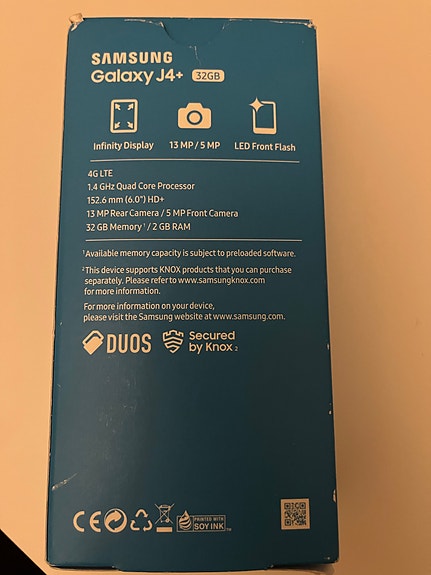 SAMSUNG
Galaxy J4+ 32GB
Infinity Display 13 MP / 5 MP LED Front Flash
4G LTE
1.4 GHz Quad Core Processor
152.6 mm (6.0") HD+
13 MP Rear Camera / 5 MP Front Camera
32 GB Memory¹ / 2 GB RAM
¹Available memory capacity is subject to preloaded software.
²This device supports KNOX products that you can purchase
separately. Please refer to www.samsungknox.com
for more information.
For more information on your device,
please visit the Samsung website at www.samsung.com.
DUOS Secured
by Knox 2
CE PRINTED WITH
SOY INK